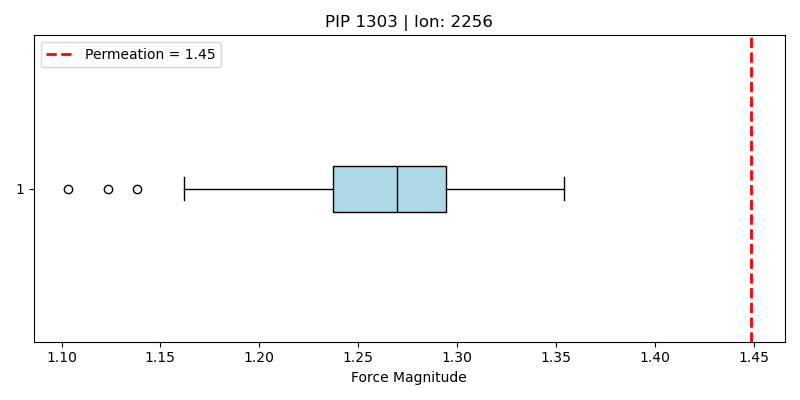 PIP 1303 | Ion: 2256
Permeation = 1.45
1
1.10 1.15 1.20 1.25 1.30 1.35 1.40 1.45
Force Magnitude